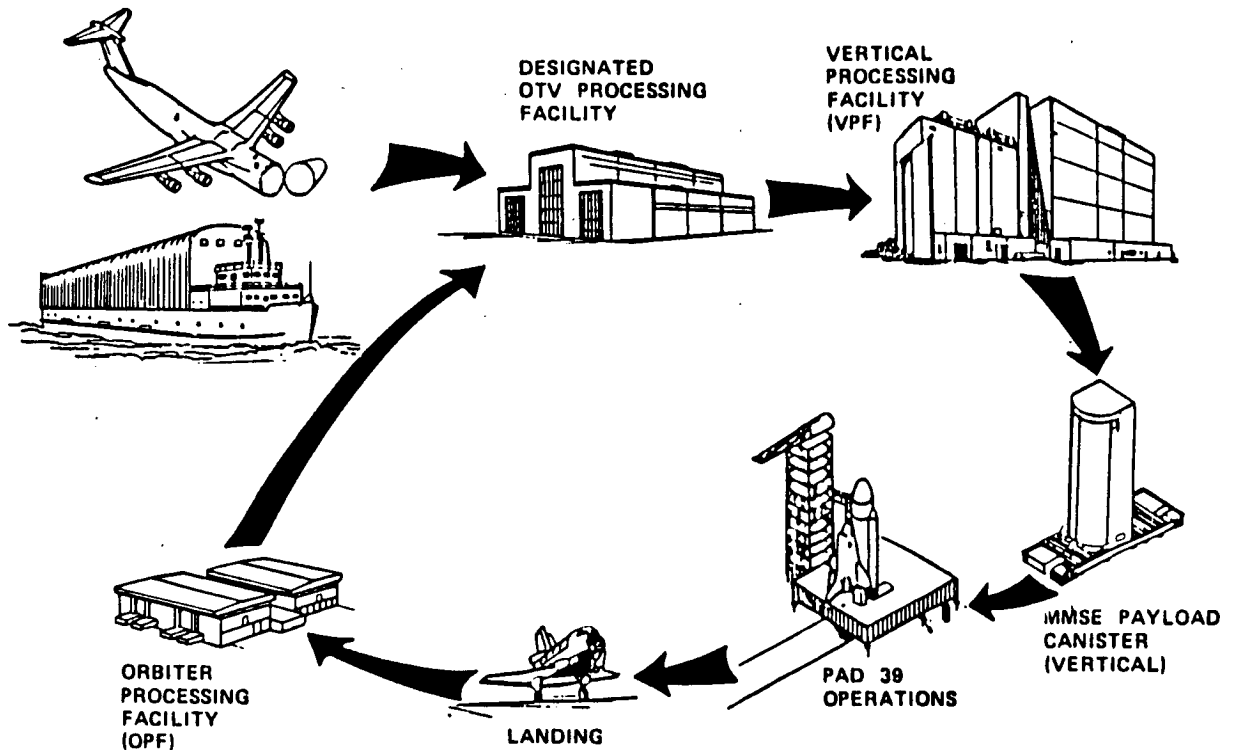 DESIGNATED
OTV PROCESSING
FACILITY
VERTICAL
PROCESSING
FACILITY
(VPF)
MMSE PAYLOAD
CANISTER
(VERTICAL)
PAD 39
OPERATIONS
LANDING
ORBITER
PROCESSING
FACILITY
(OPF)